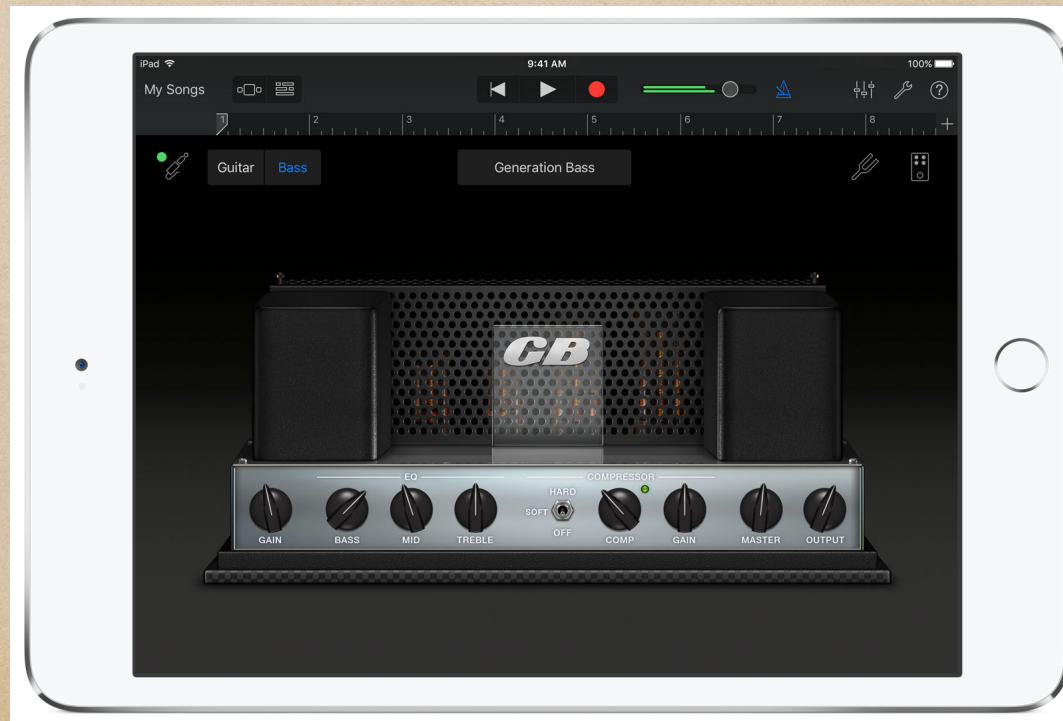 iPad 9:41 AM 100%
My Songs
1 2 3 4 5 6 7 8
Guitar Bass Generation Bass
GB
EQ COMPRESSOR
HARD
SOFT
OFF
GAIN BASS MID TREBLE COMP GAIN MASTER OUTPUT